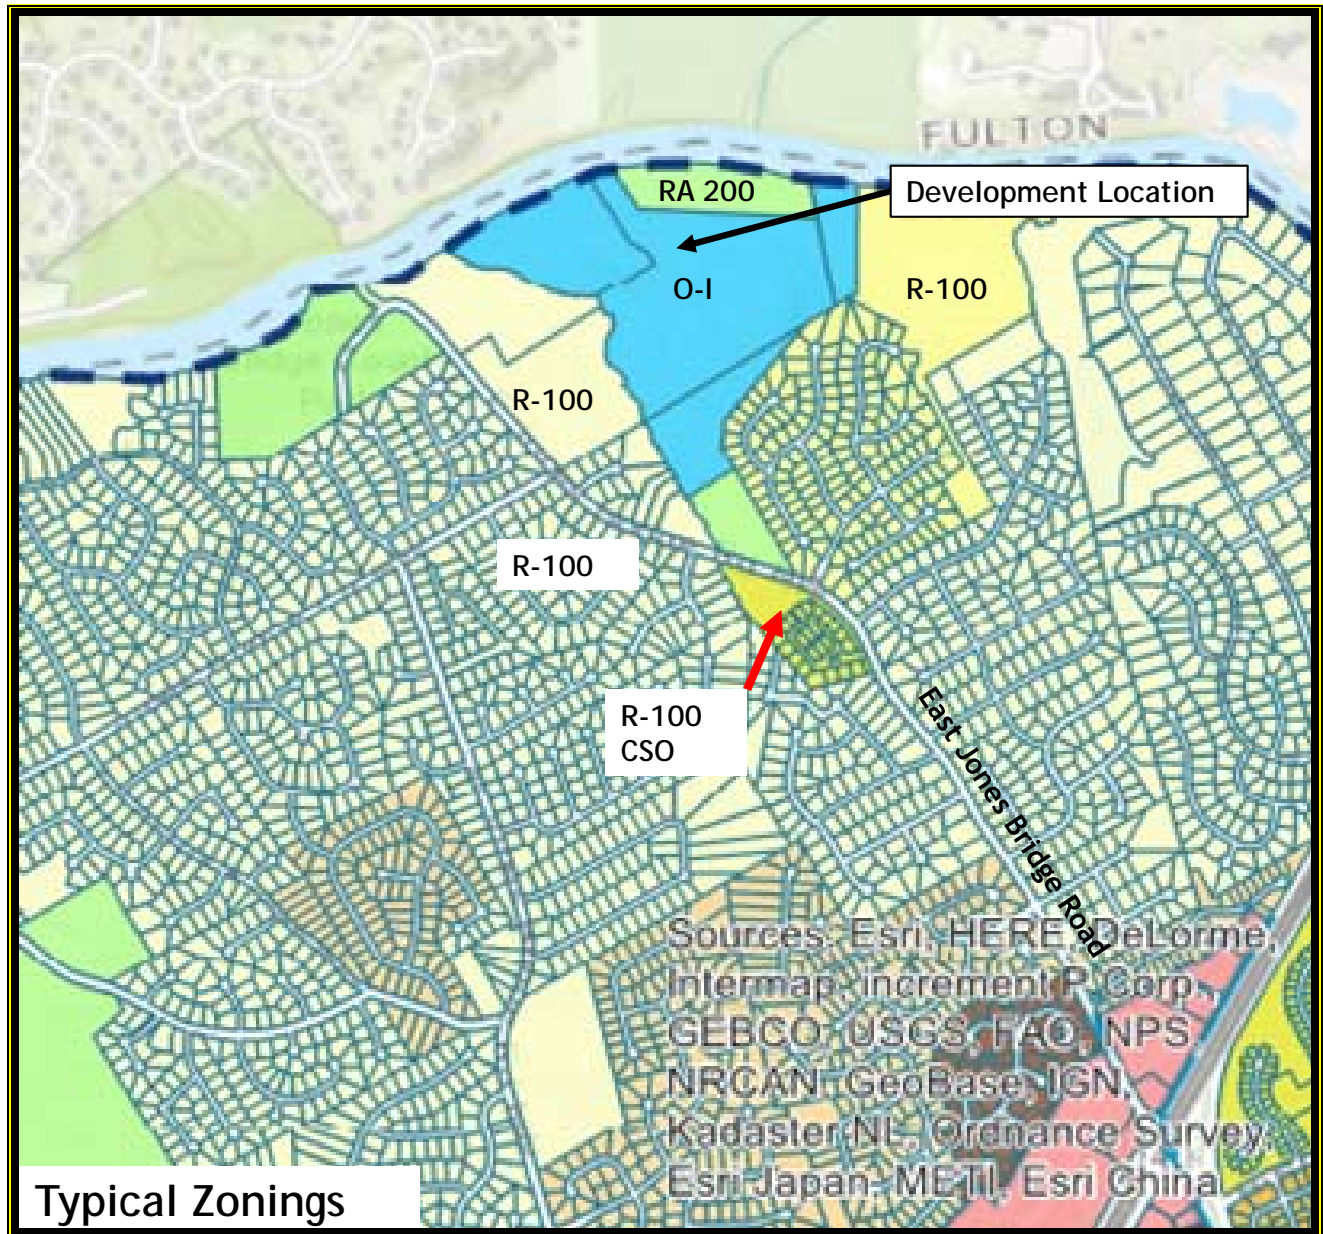 FULTON
RA 200
Development Location
O-I
R-100
R-100
R-100
R-100
CSO
East Jones Bridge Road
Sources: Esri, HERE, DeLorme,
Intermap, increment P Corp.,
GEBCO, USGS, FAO, NPS,
NRCAN, GeoBase, IGN,
Kadaster NL, Ordnance Survey,
Esri Japan, METI, Esri China
Typical Zonings